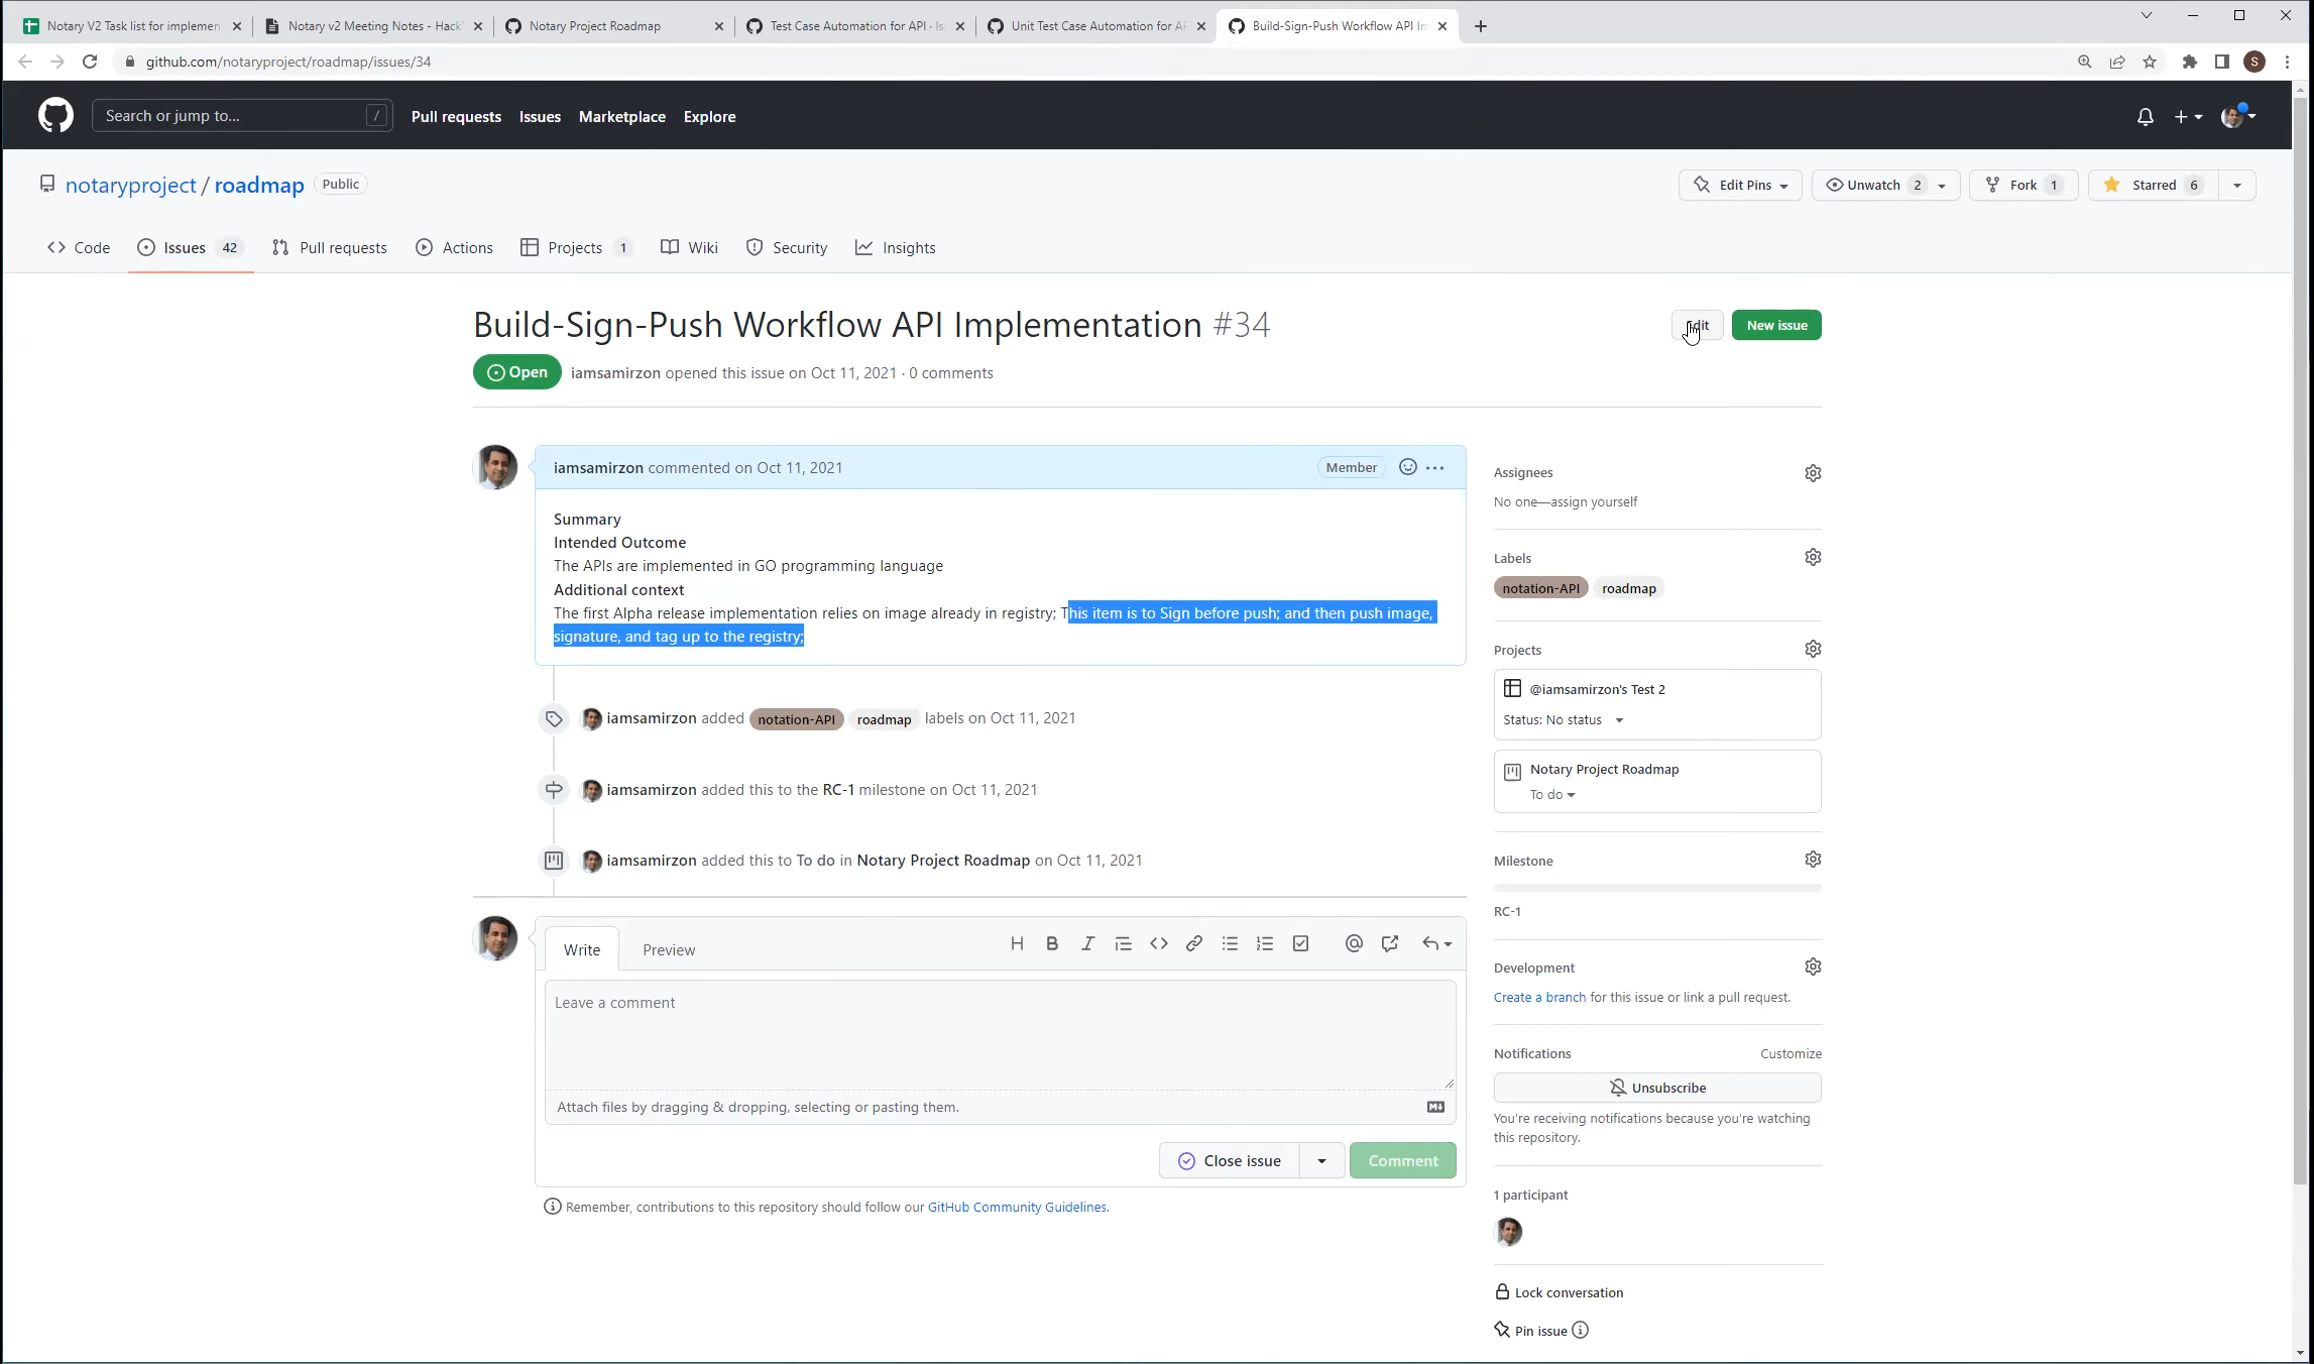 Notary V2 Task list for implemen
Notary v2 Meeting Notes - Hack
Notary Project Roadmap
Test Case Automation for API · Is
Unit Test Case Automation for AP
Build-Sign-Push Workflow API Im
github.com/notaryproject/roadmap/issues/34
S
Search or jump to...
/
Pull requests
Issues
Marketplace
Explore
notaryproject / roadmap
Public
Edit Pins
Unwatch 2
Fork 1
Starred 6
Code
Issues 42
Pull requests
Actions
Projects 1
Wiki
Security
Insights
Build-Sign-Push Workflow API Implementation #34
New issue
Open
iamsamirzon opened this issue on Oct 11, 2021 · 0 comments
iamsamirzon commented on Oct 11, 2021
Member
Summary
Intended Outcome
The APIs are implemented in GO programming language
Additional context
The first Alpha release implementation relies on image already in registry; This item is to Sign before push; and then push image,
signature, and tag up to the registry;
iamsamirzon added notation-API roadmap labels on Oct 11, 2021
iamsamirzon added this to the RC-1 milestone on Oct 11, 2021
iamsamirzon added this to To do in Notary Project Roadmap on Oct 11, 2021
Write
Preview
Leave a comment
Attach files by dragging & dropping, selecting or pasting them.
Close issue
Comment
Remember, contributions to this repository should follow our GitHub Community Guidelines.
Assignees
No one—assign yourself
Labels
notation-API
roadmap
Projects
@iamsamirzon's Test 2
Status: No status
Notary Project Roadmap
To do
Milestone
RC-1
Development
Create a branch for this issue or link a pull request.
Notifications
Customize
Unsubscribe
You're receiving notifications because you're watching
this repository.
1 participant
Lock conversation
Pin issue